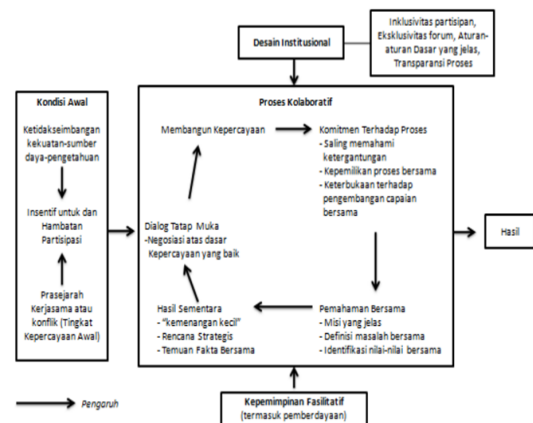 Desain Institusional
Inklusivitas partisipan,
Eksklusivitas forum, Aturan-
aturan Dasar yang jelas,
Transparansi Proses
Kondisi Awal
Ketidakseimbangan
kekuatan-sumber
daya-pengetahuan
Insentif untuk dan
Hambatan
Partisipasi
Prasejarah
Kerjasama atau
konflik (Tingkat
Kepercayaan Awal)
Proses Kolaboratif
Membangun Kepercayaan
Komitmen Terhadap Proses
- Saling memahami
ketergantungan
- Kepemilikan proses bersama
- Keterbukaan terhadap
pengembangan capaian
bersama
Dialog Tatap Muka
-Negosiasi atas dasar
Kepercayaan yang baik
Hasil Sementara
- "kemenangan kecil"
- Rencana Strategis
- Temuan Fakta Bersama
Pemahaman Bersama
- Misi yang jelas
- Definisi masalah bersama
- Identifikasi nilai-nilai bersama
Hasil
Kepemimpinan Fasilitatif
(termasuk pemberdayaan)
Pengaruh